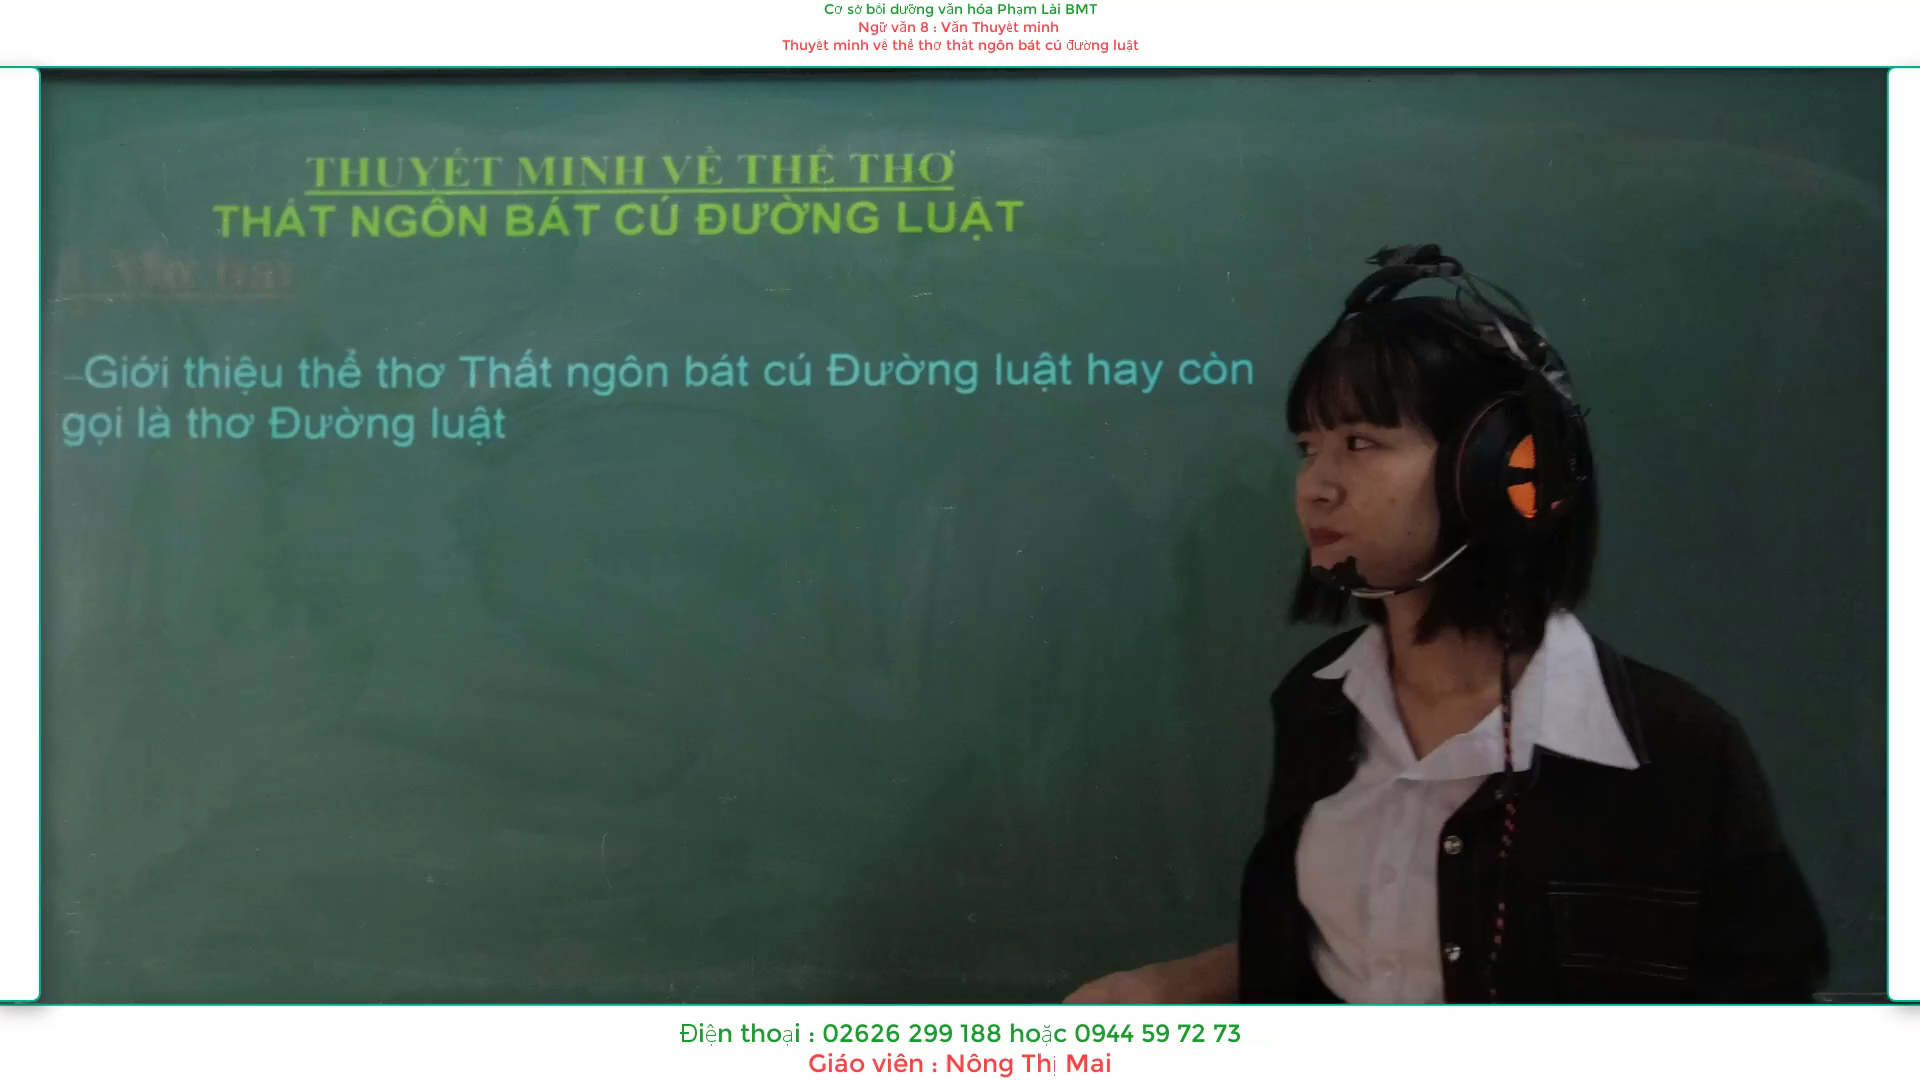 Cơ sở bồi dưỡng văn hóa Phạm Lài BMT
Ngữ văn 8 : Văn Thuyết minh
Thuyết minh về thể thơ thất ngôn bát cú đường luật
THUYẾT MINH VỀ THỂ THƠ
THẤT NGÔN BÁT CÚ ĐƯỜNG LUẬT
I. Mở bài
–Giới thiệu thể thơ Thất ngôn bát cú Đường luật hay còn
gọi là thơ Đường luật
Điện thoại : 02626 299 188 hoặc 0944 59 72 73
Giáo viên : Nông Thị Mai